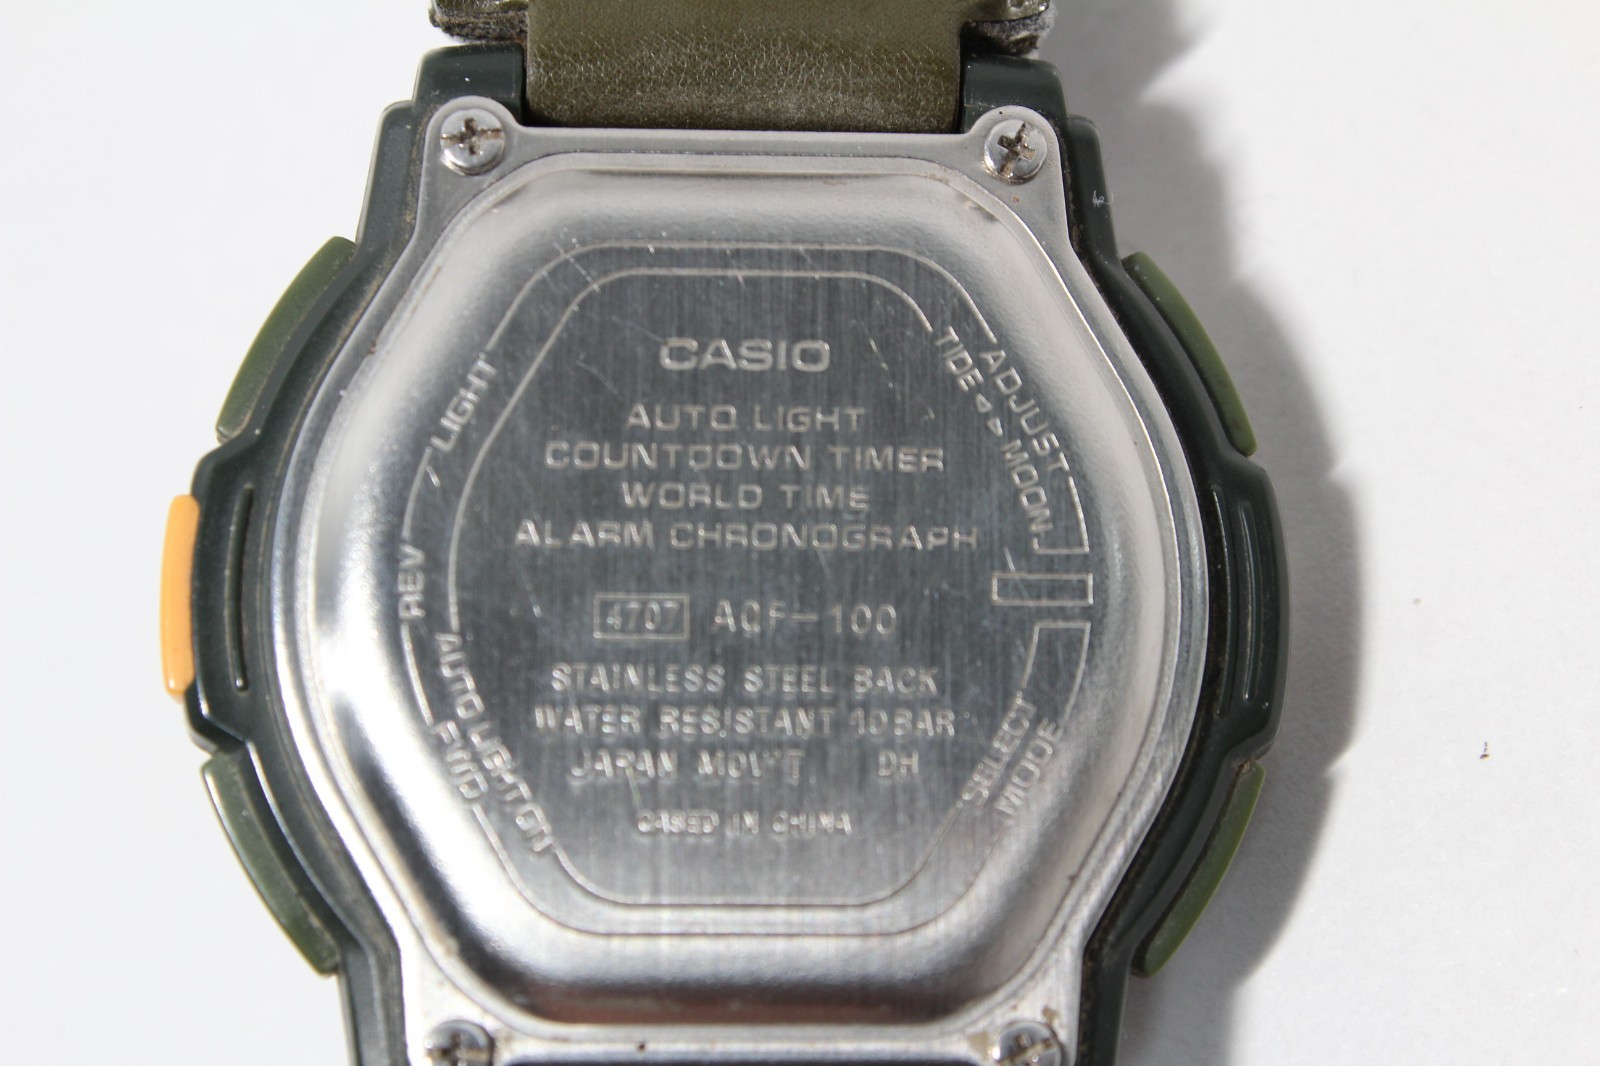 CASIO
AUTO LIGHT
COUNTDOWN TIMER
WORLD TIME
ALARM CHRONOGRAPH
4707 AQF-100
STAINLESS STEEL BACK
WATER RESISTANT 10BAR
JAPAN MOV'T DH
CASED IN CHINA
LIGHT
REV
AUTO LIGHT ON
FWD
ADJUST
TIDE ◁ ▷ MOON
SELECT
MODE